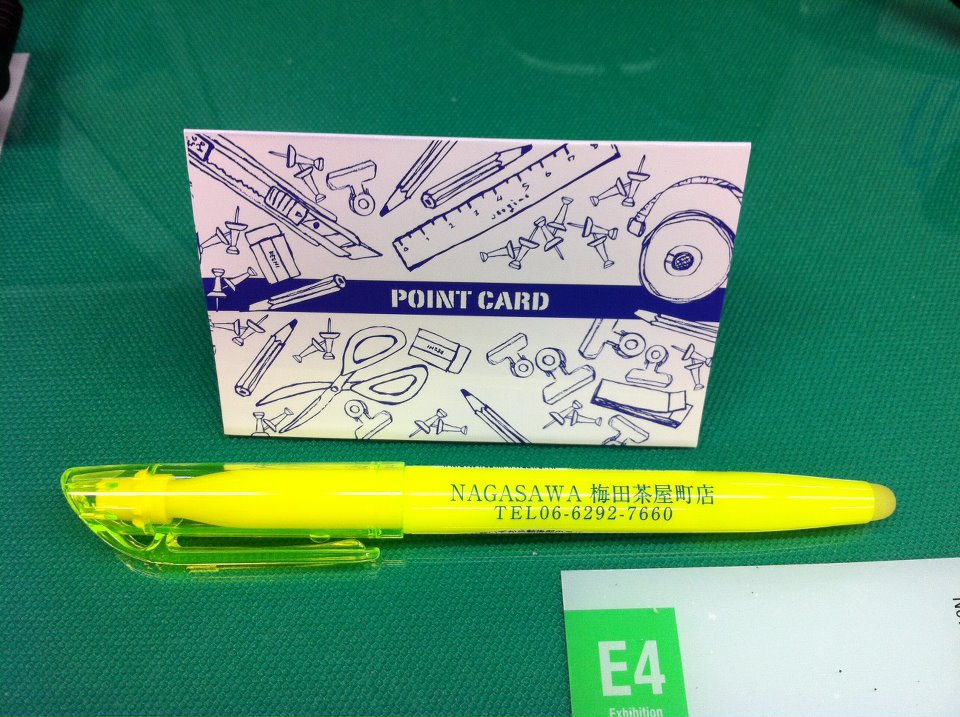 POINT CARD
NAGASAWA 梅田茶屋町店
TEL06-6292-7660
E4
Exhibition